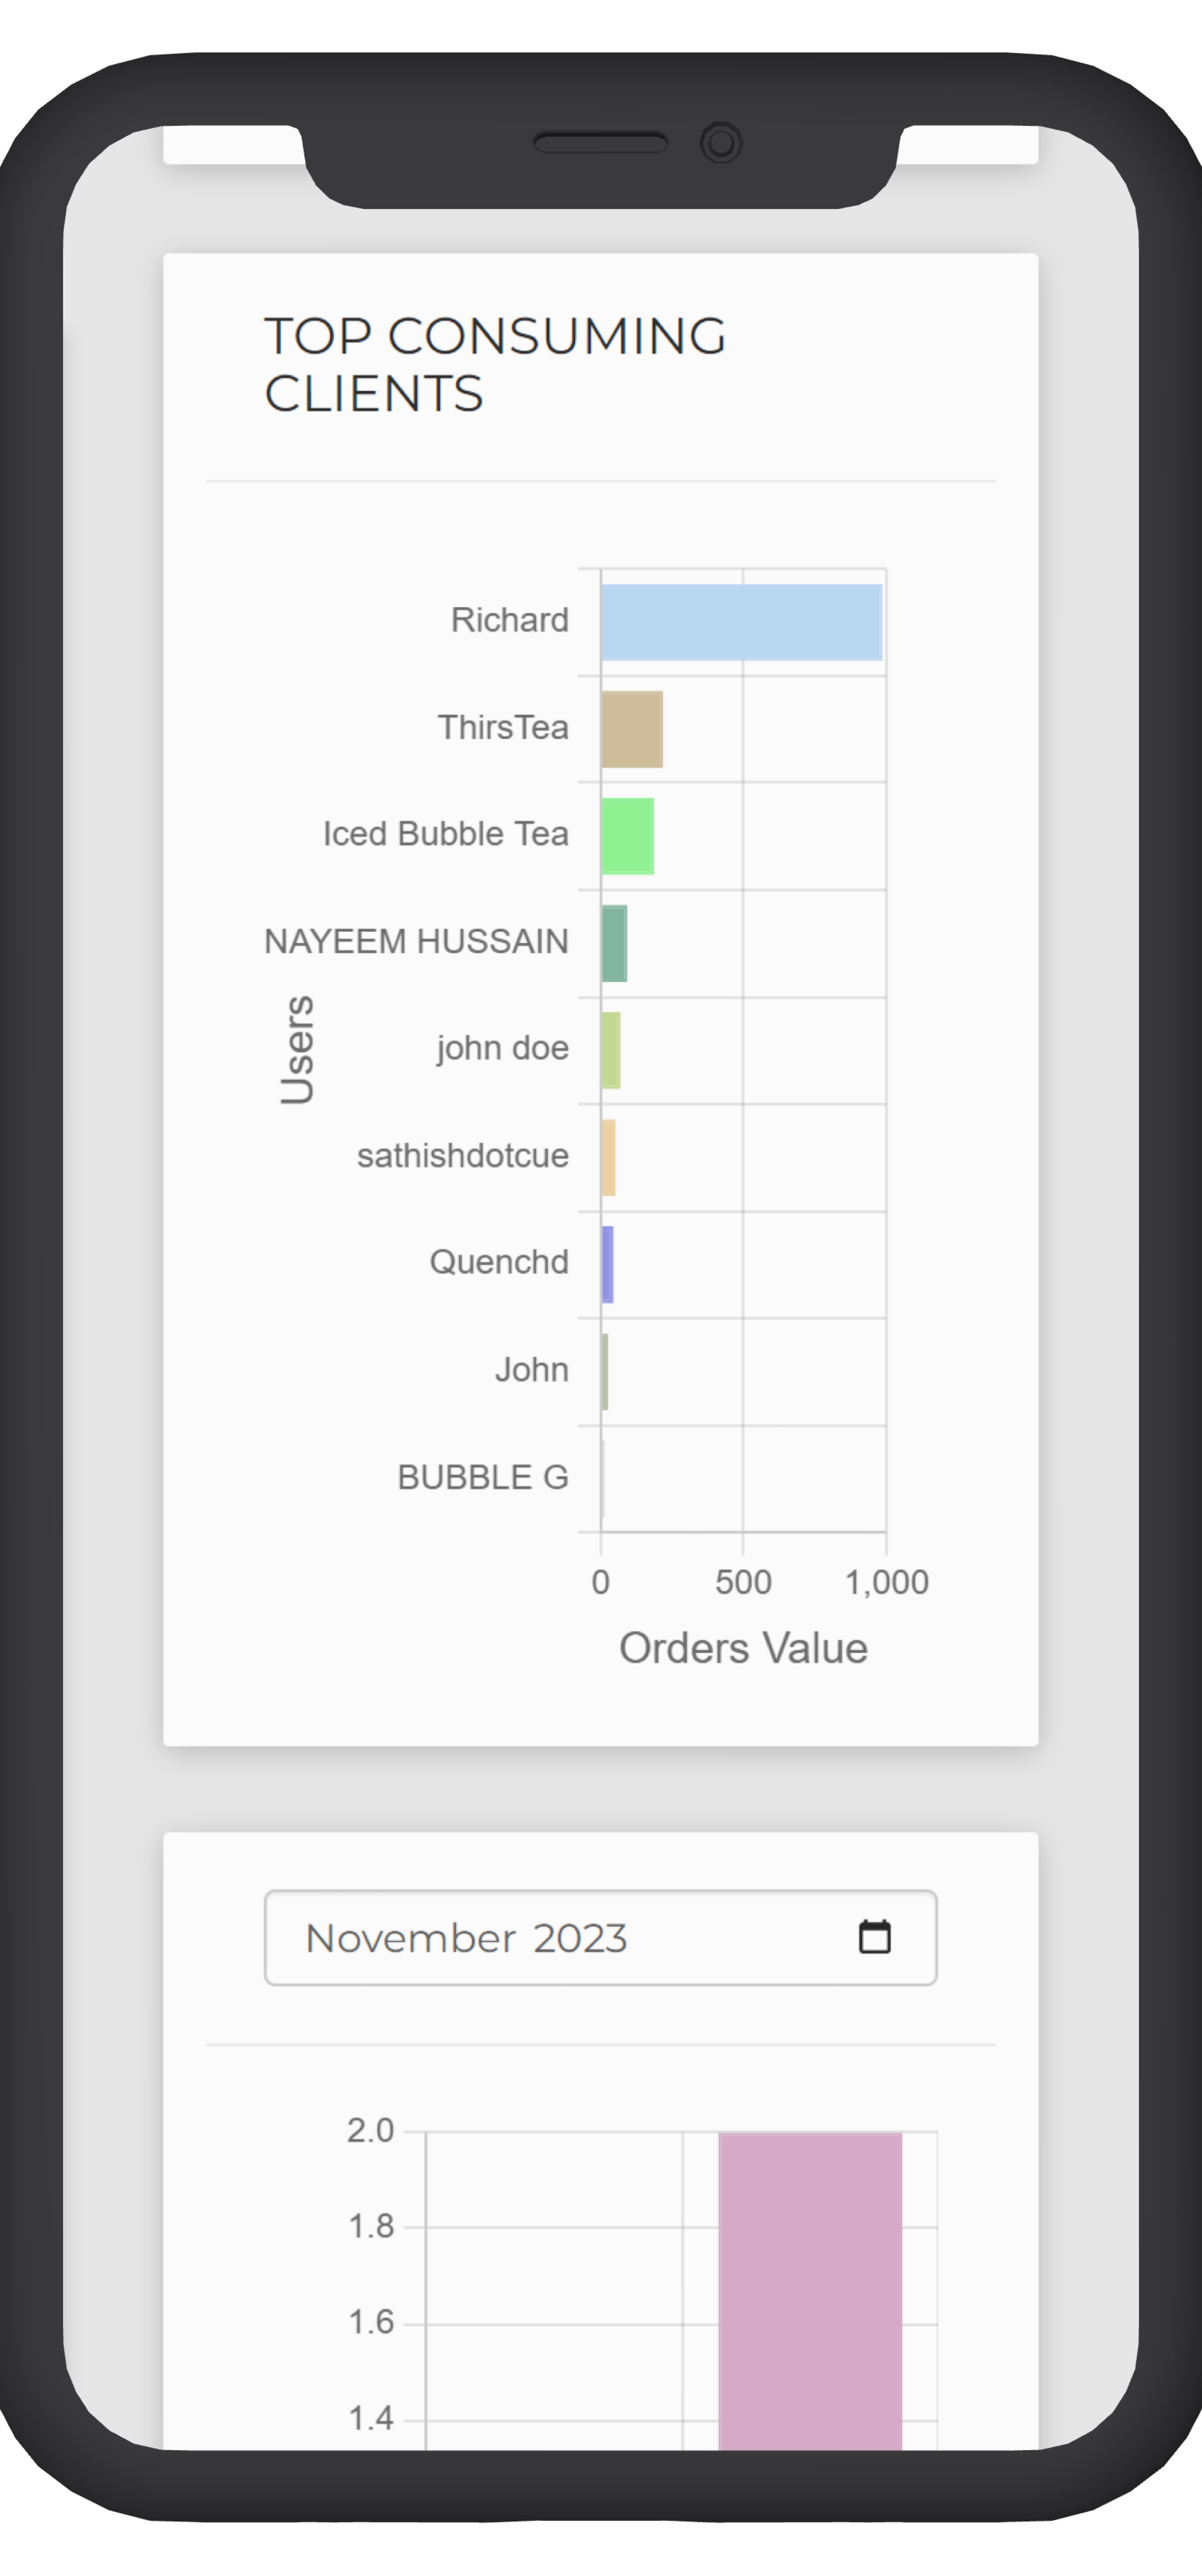 TOP CONSUMING
CLIENTS
Richard
ThirsTea
Iced Bubble Tea
NAYEEM HUSSAIN
john doe
sathishdotcue
Quenchd
John
BUBBLE G
Users
0 500 1,000
Orders Value
November 2023
2.0
1.8
1.6
1.4